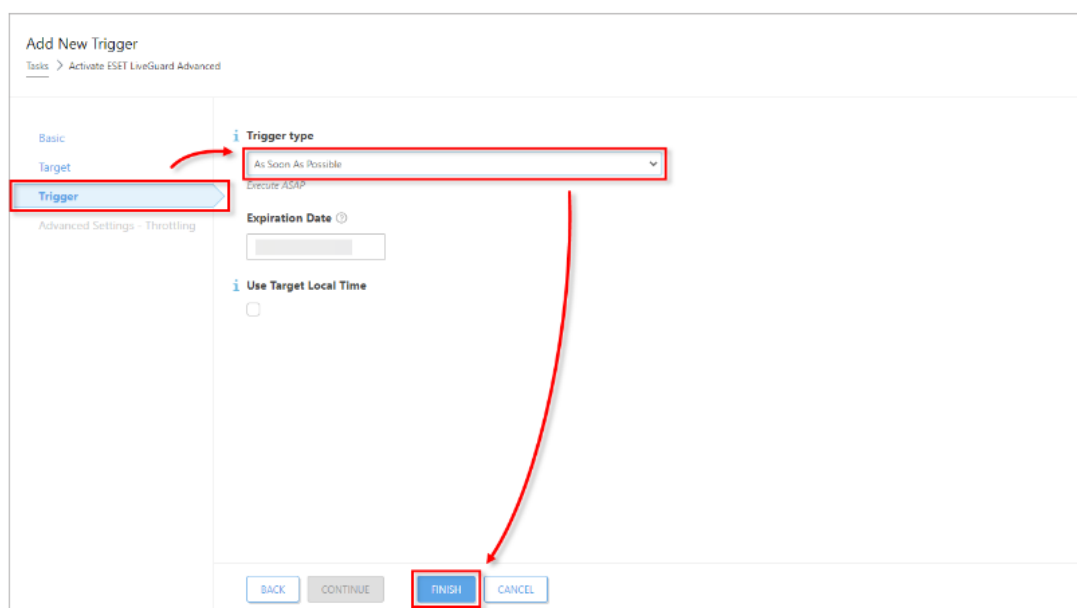 Add New Trigger
Tasks > Activate ESET LiveGuard Advanced
Basic
Target
Trigger
Advanced Settings - Throttling
Trigger type
As Soon As Possible
Execute ASAP
Expiration Date
Use Target Local Time
BACK CONTINUE FINISH CANCEL